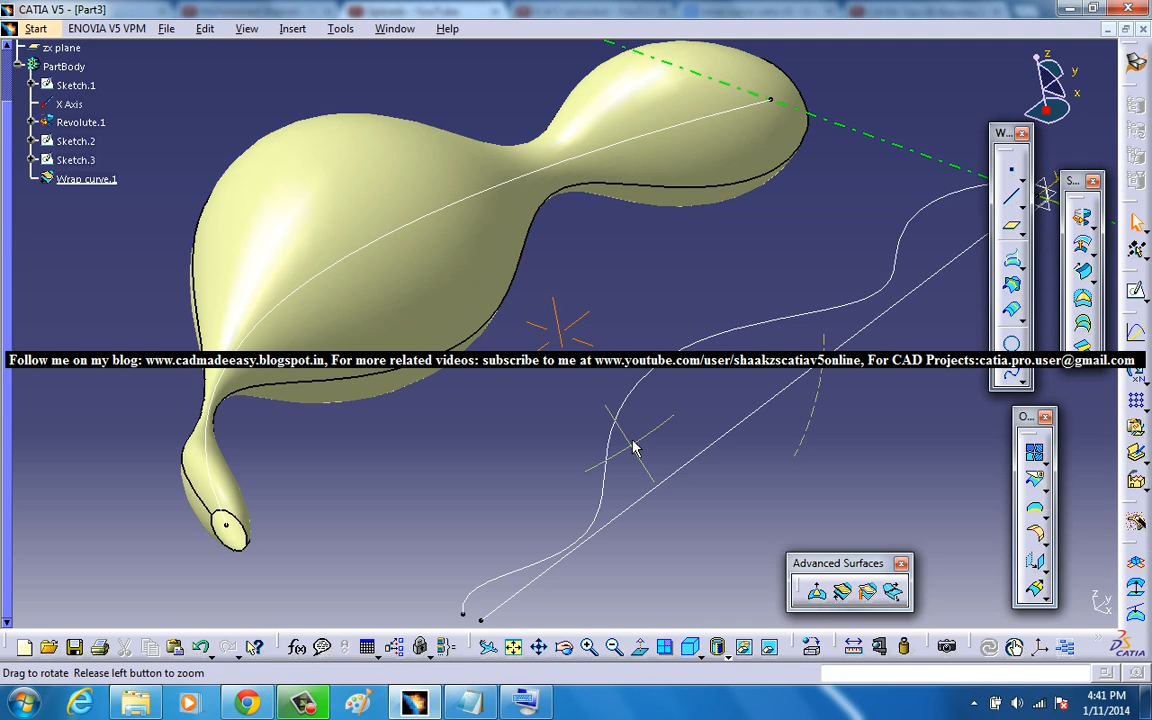 CATIA V5 - [Part3]
Start ENOVIA V5 VPM File Edit View Insert Tools Window Help
zx plane
PartBody
Sketch.1
X Axis
Revolute.1
Sketch.2
Sketch.3
Wrap curve.1
z
y
x
W...
S...
Follow me on my blog: www.cadmadeeasy.blogspot.in, For more related videos: subscribe to me at www.youtube.com/user/shaakzscatiav5online, For CAD Projects:catia.pro.user@gmail.com
O...
Advanced Surfaces
Drag to rotate Release left button to zoom
CATIA
4:41 PM
1/11/2014